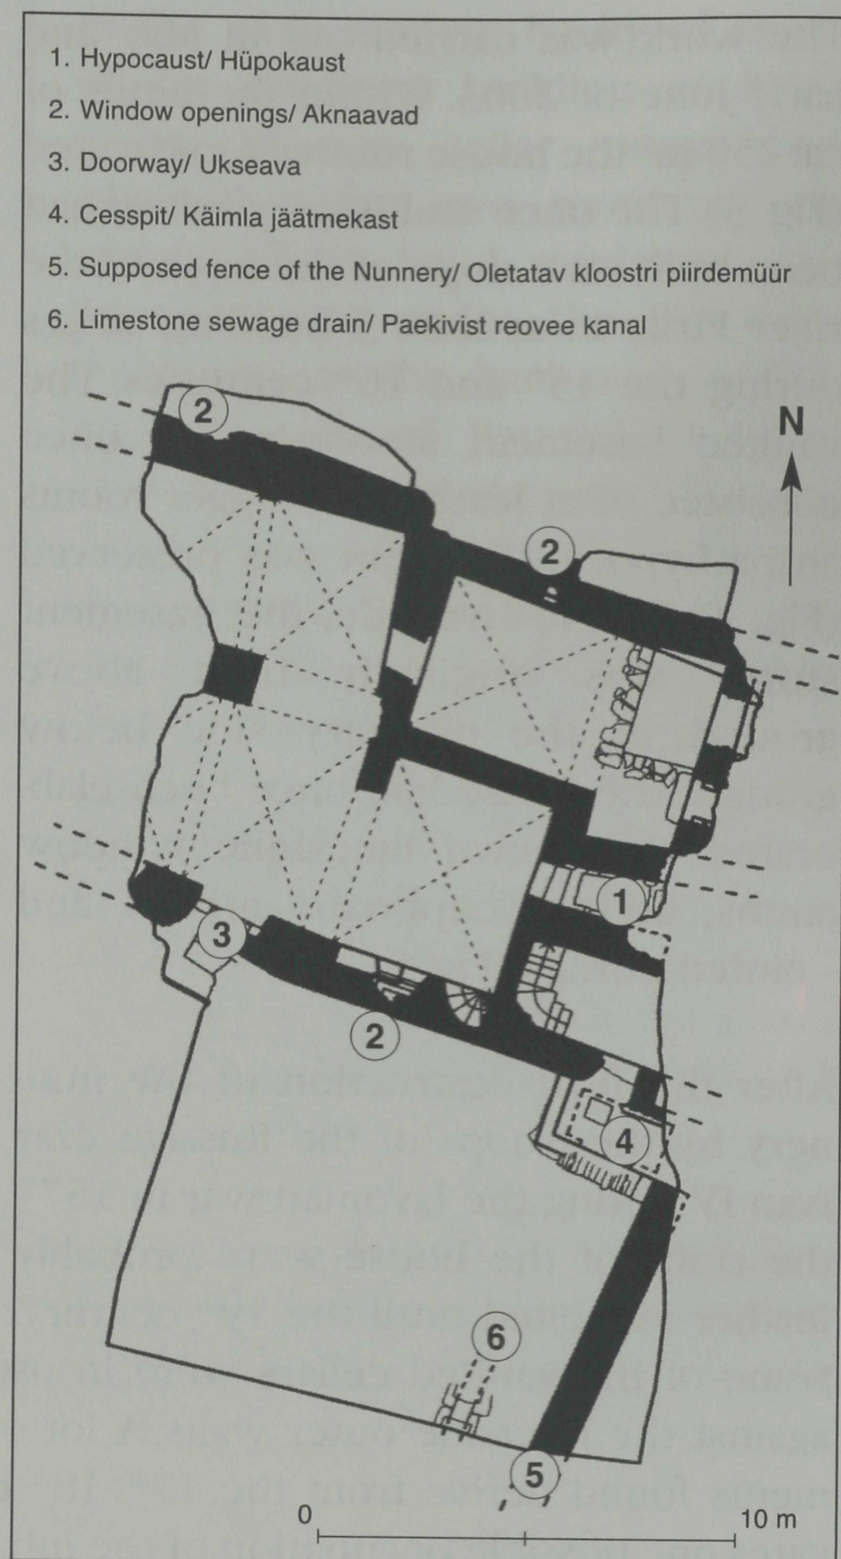 1. Hypocaust/ Hüpokaust
2. Window openings/ Aknaavad
3. Doorway/ Ukseava
4. Cesspit/ Käimla jäätmekast
5. Supposed fence of the Nunnery/ Oletatav kloostri piirdemüür
6. Limestone sewage drain/ Paekivist reovee kanal
2
N
2
1
3
2
4
6
5
0 10 m